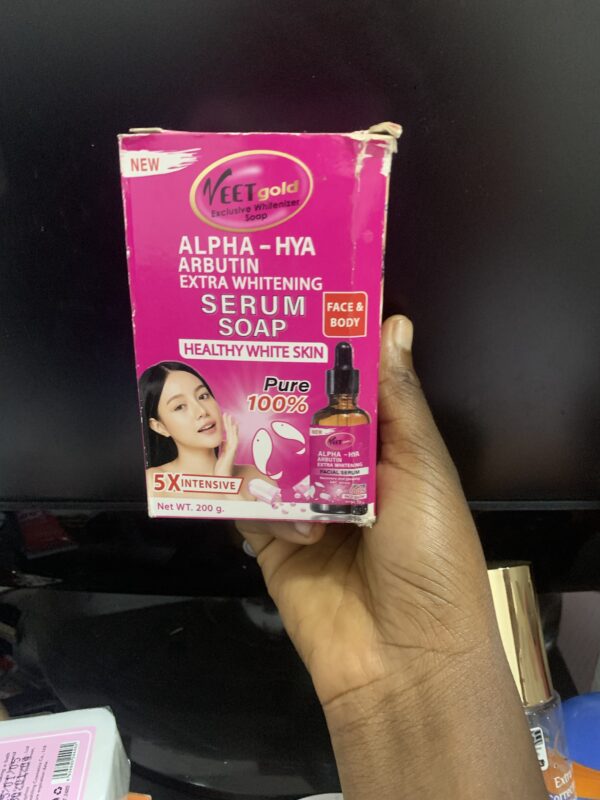 NEW
VEET gold
Exclusive Whitenizer
Soap
ALPHA – HYA
ARBUTIN
EXTRA WHITENING
SERUM
SOAP
FACE &
BODY
HEALTHY WHITE SKIN
Pure
100%
NEW
ALPHA – HYA
ARBUTIN
EXTRA WHITENING
FACIAL SERUM
5X INTENSIVE
Net WT. 200 g.